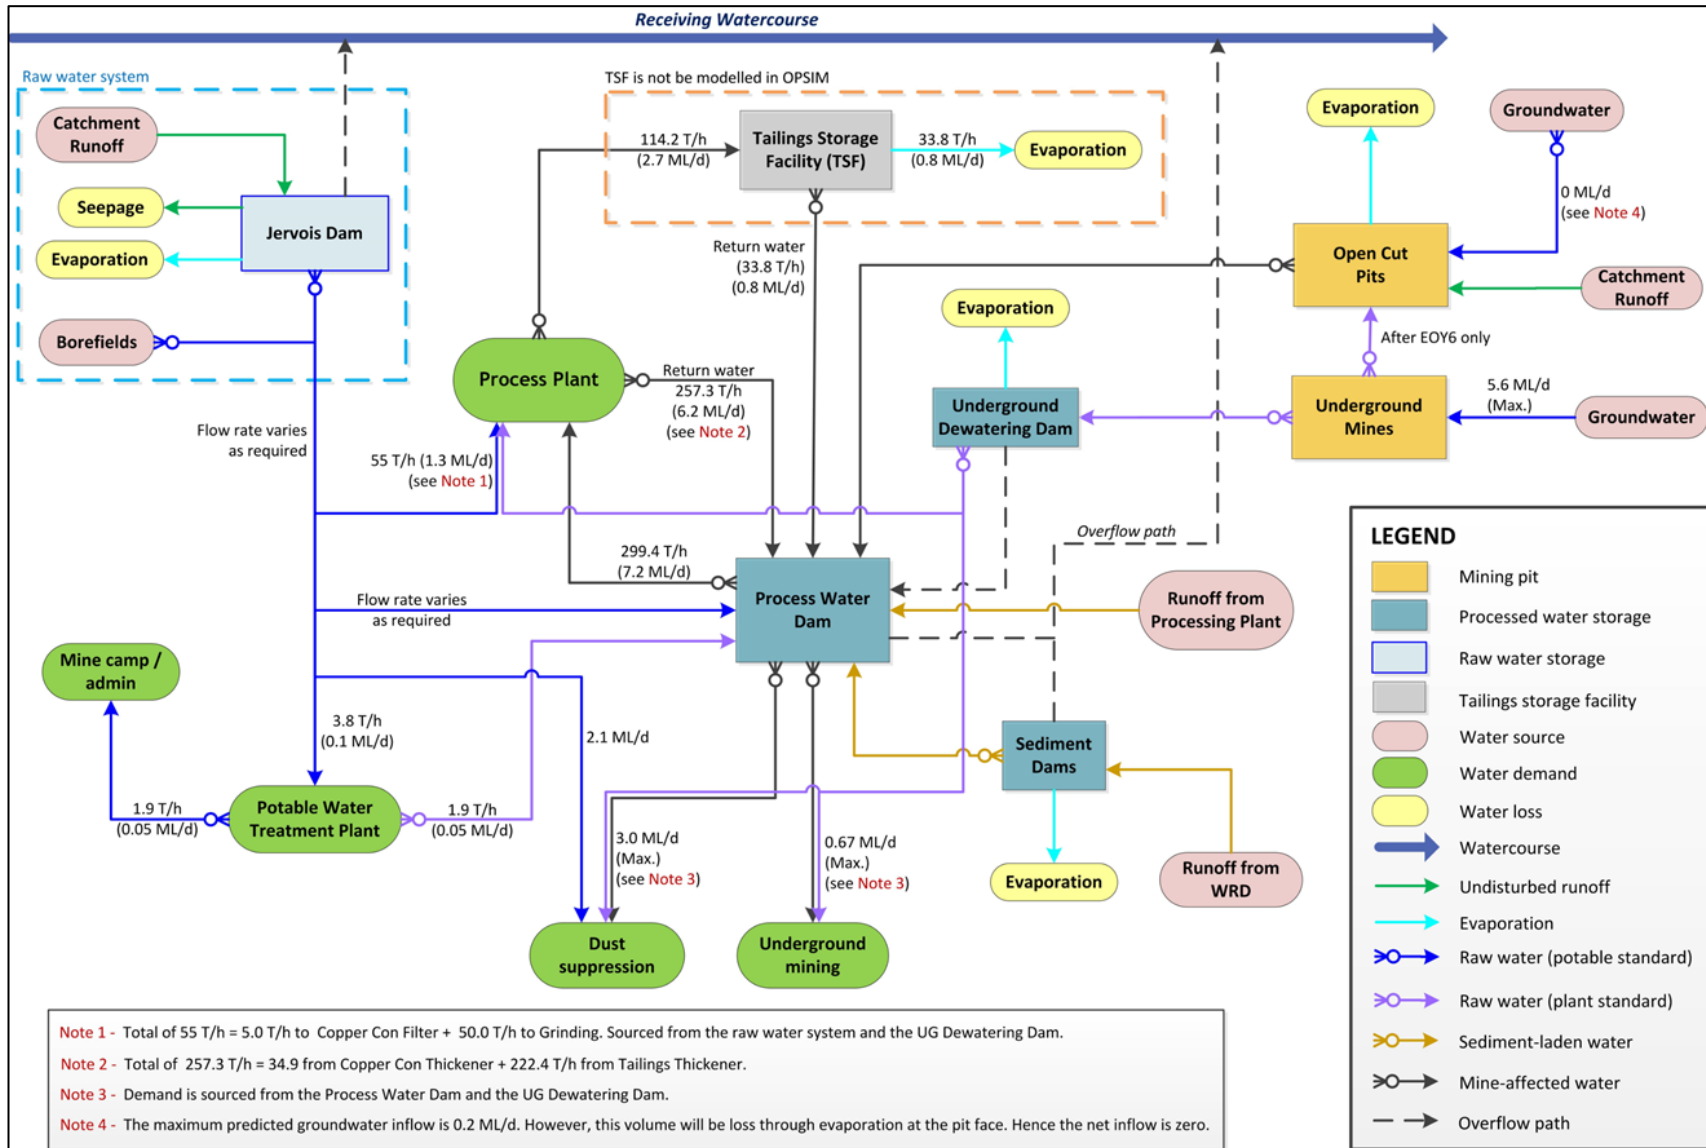 Receiving Watercourse
Raw water system
TSF is not be modelled in OPSIM
Catchment
Runoff
Seepage
Evaporation
Jervois Dam
Borefields
114.2 T/h
(2.7 ML/d)
Tailings Storage
Facility (TSF)
33.8 T/h
(0.8 ML/d)
Evaporation
Evaporation
Groundwater
0 ML/d
(see Note 4)
Open Cut
Pits
Catchment
Runoff
After EOY6 only
Return water
(33.8 T/h)
(0.8 ML/d)
Evaporation
Process Plant
Return water
257.3 T/h
(6.2 ML/d)
(see Note 2)
Underground
Dewatering Dam
Underground
Mines
5.6 ML/d
(Max.)
Groundwater
Flow rate varies
as required
55 T/h (1.3 ML/d)
(see Note 1)
Overflow path
299.4 T/h
(7.2 ML/d)
Process Water
Dam
Runoff from
Processing Plant
Flow rate varies
as required
Mine camp /
admin
3.8 T/h
(0.1 ML/d)
2.1 ML/d
Sediment
Dams
1.9 T/h
(0.05 ML/d)
Potable Water
Treatment Plant
1.9 T/h
(0.05 ML/d)
3.0 ML/d
(Max.)
(see Note 3)
0.67 ML/d
(Max.)
(see Note 3)
Evaporation
Runoff from
WRD
Dust
suppression
Underground
mining
LEGEND
Mining pit
Processed water storage
Raw water storage
Tailings storage facility
Water source
Water demand
Water loss
Watercourse
Undisturbed runoff
Evaporation
Raw water (potable standard)
Raw water (plant standard)
Sediment-laden water
Mine-affected water
Overflow path
Note 1 - Total of 55 T/h = 5.0 T/h to Copper Con Filter + 50.0 T/h to Grinding. Sourced from the raw water system and the UG Dewatering Dam.
Note 2 - Total of 257.3 T/h = 34.9 from Copper Con Thickener + 222.4 T/h from Tailings Thickener.
Note 3 - Demand is sourced from the Process Water Dam and the UG Dewatering Dam.
Note 4 - The maximum predicted groundwater inflow is 0.2 ML/d. However, this volume will be loss through evaporation at the pit face. Hence the net inflow is zero.